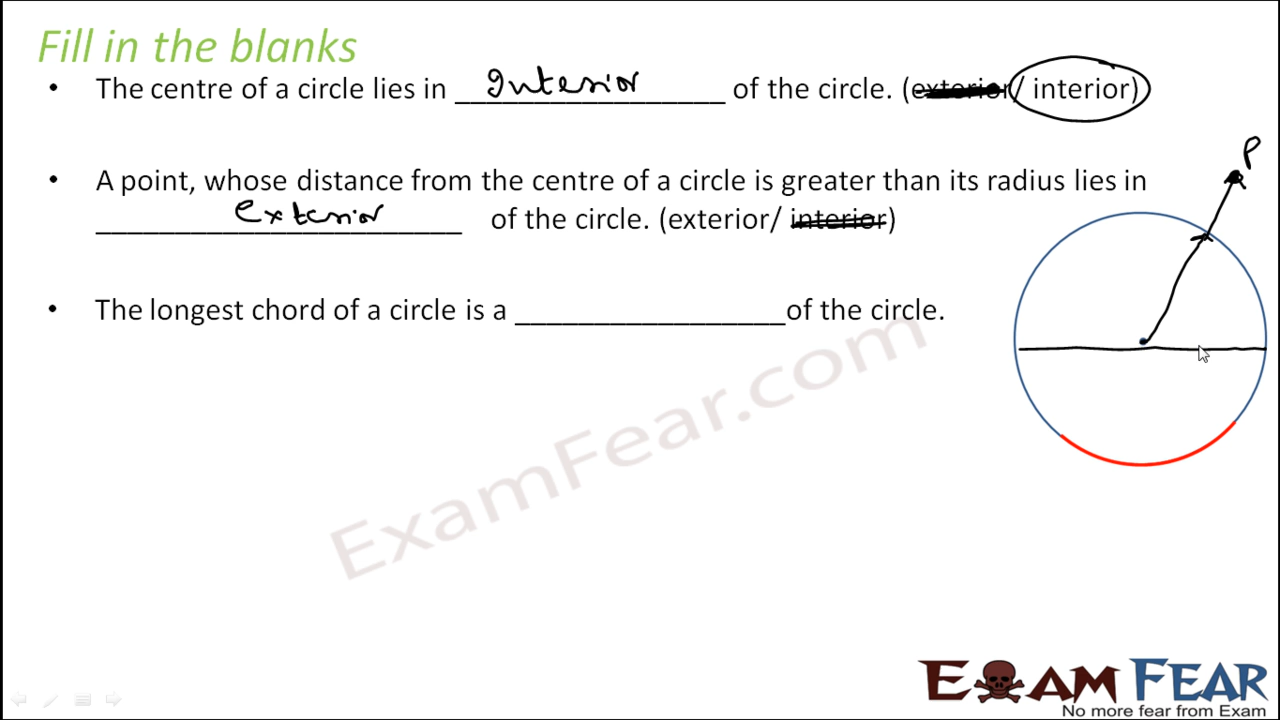 Fill in the blanks
• The centre of a circle lies in Interior of the circle. (exterior/ interior)
P
• A point, whose distance from the centre of a circle is greater than its radius lies in
exterior of the circle. (exterior/ interior)
• The longest chord of a circle is a _________________of the circle.
ExamFear.com
EXAM FEAR
No more fear from Exam